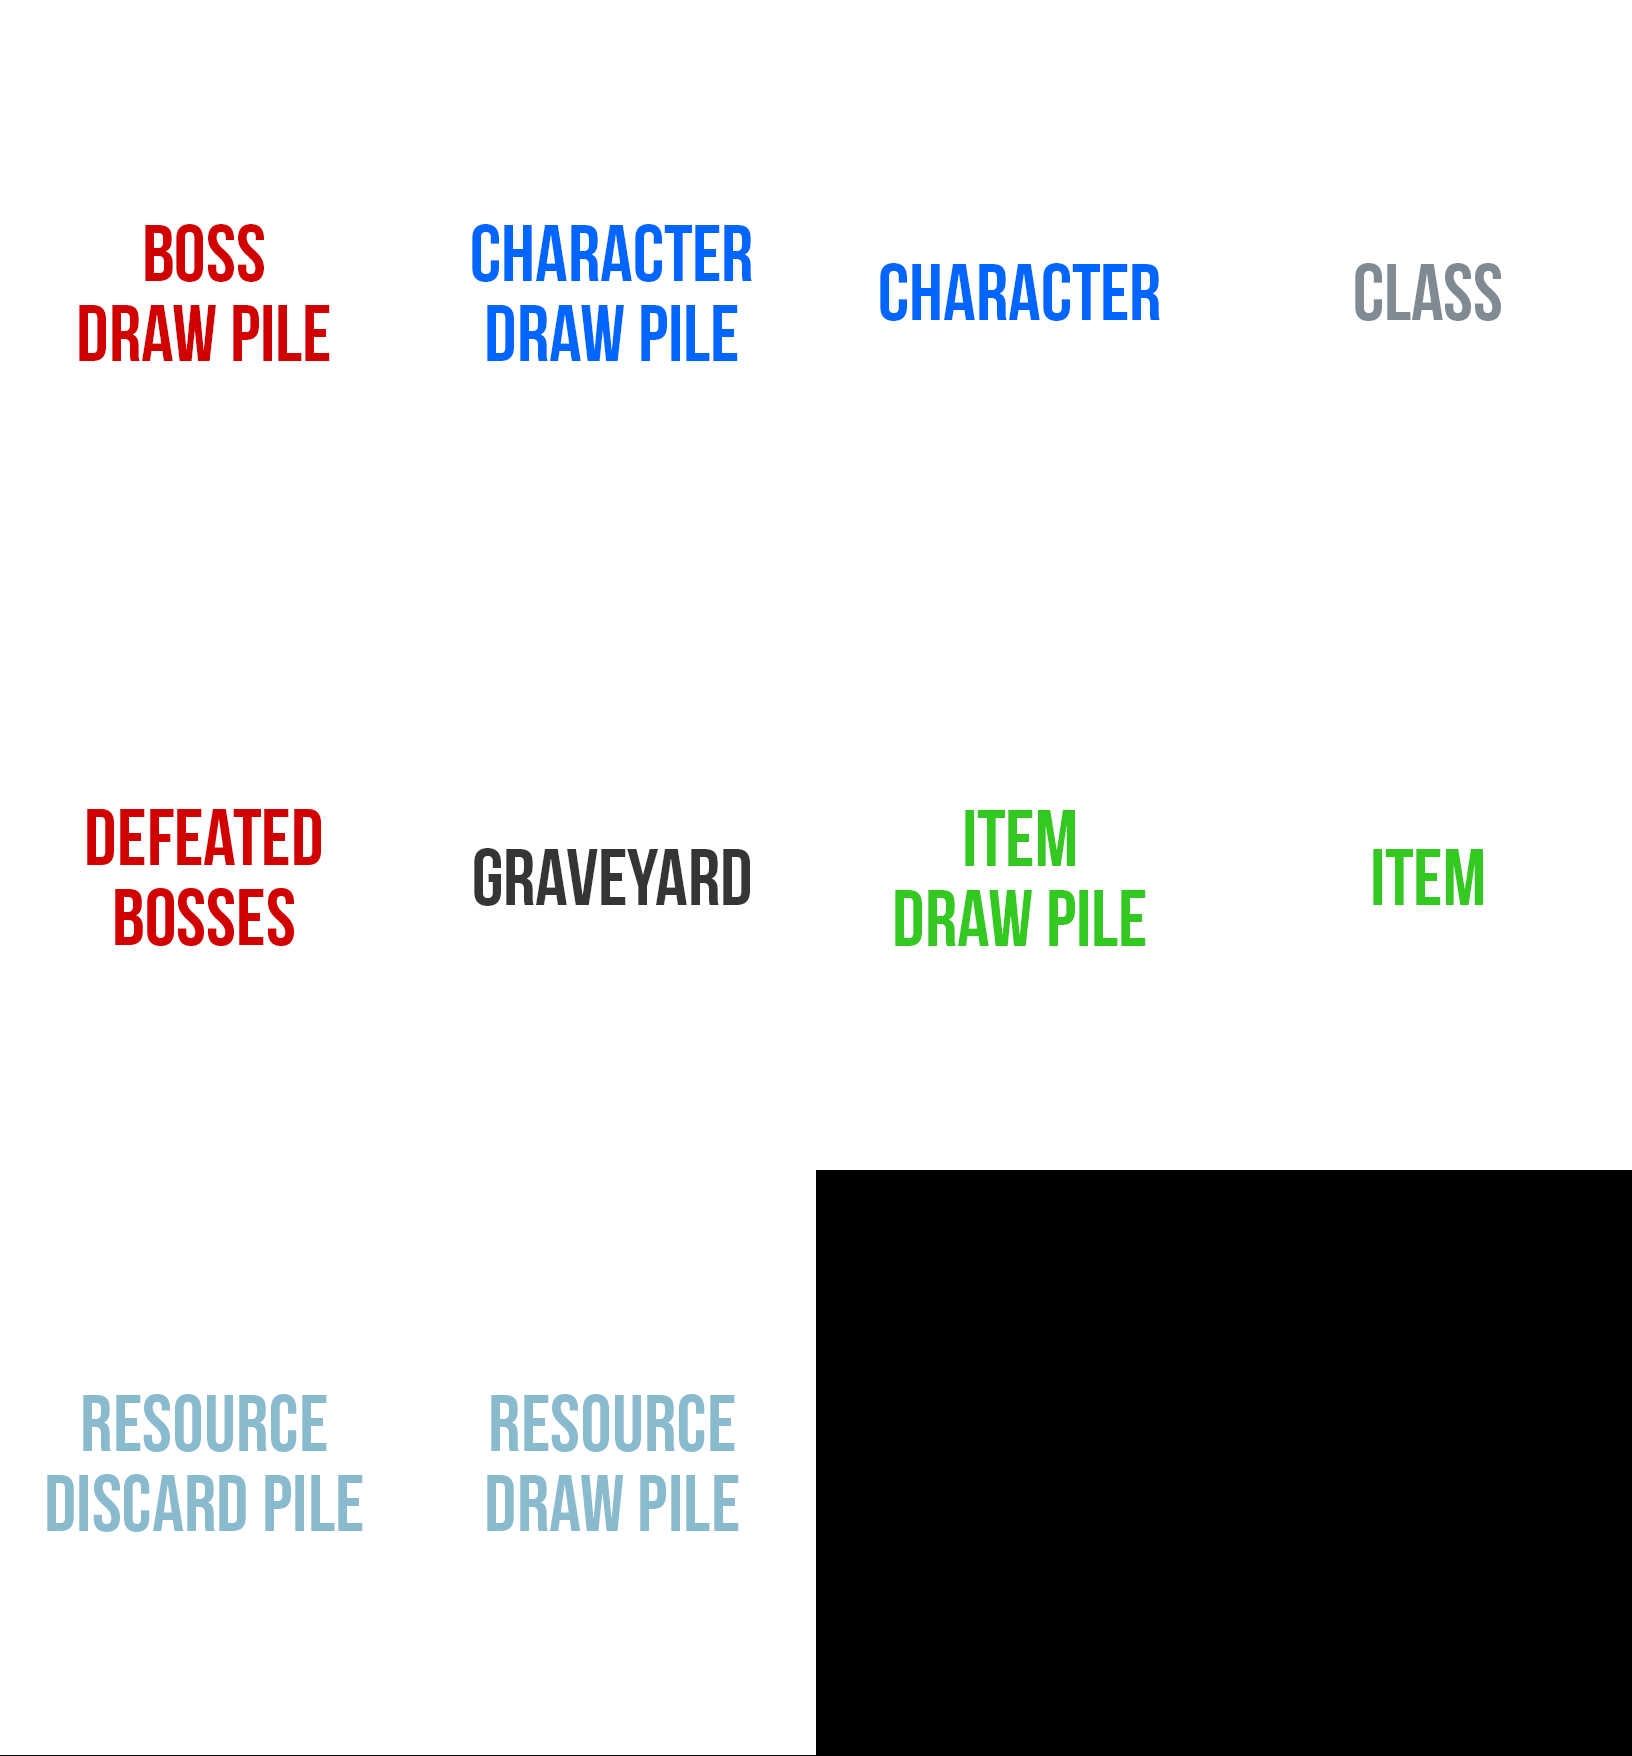 BOSS
DRAW PILE
CHARACTER
DRAW PILE
CHARACTER
CLASS
DEFEATED
BOSSES
GRAVEYARD
ITEM
DRAW PILE
ITEM
RESOURCE
DISCARD PILE
RESOURCE
DRAW PILE